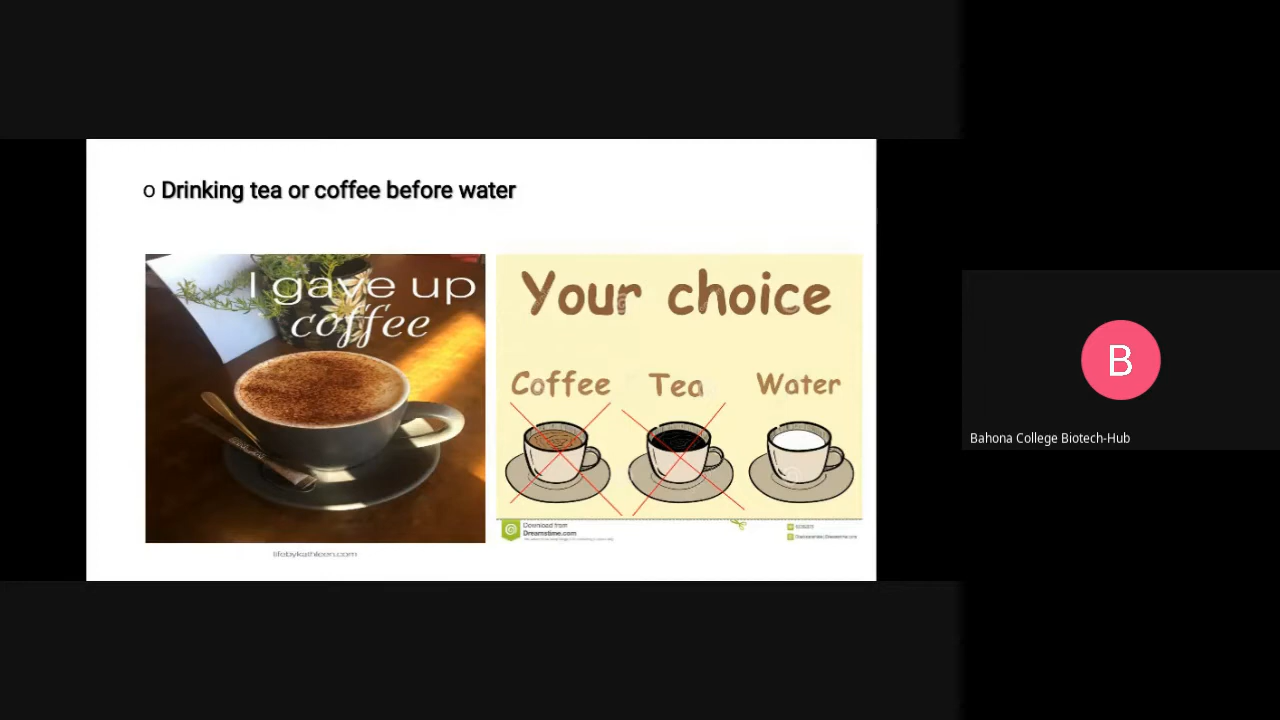 o Drinking tea or coffee before water
I gave up
coffee
Your choice
Coffee Tea Water
Download from
Dreamstime.com
lifebykathleen.com
B
Bahona College Biotech-Hub